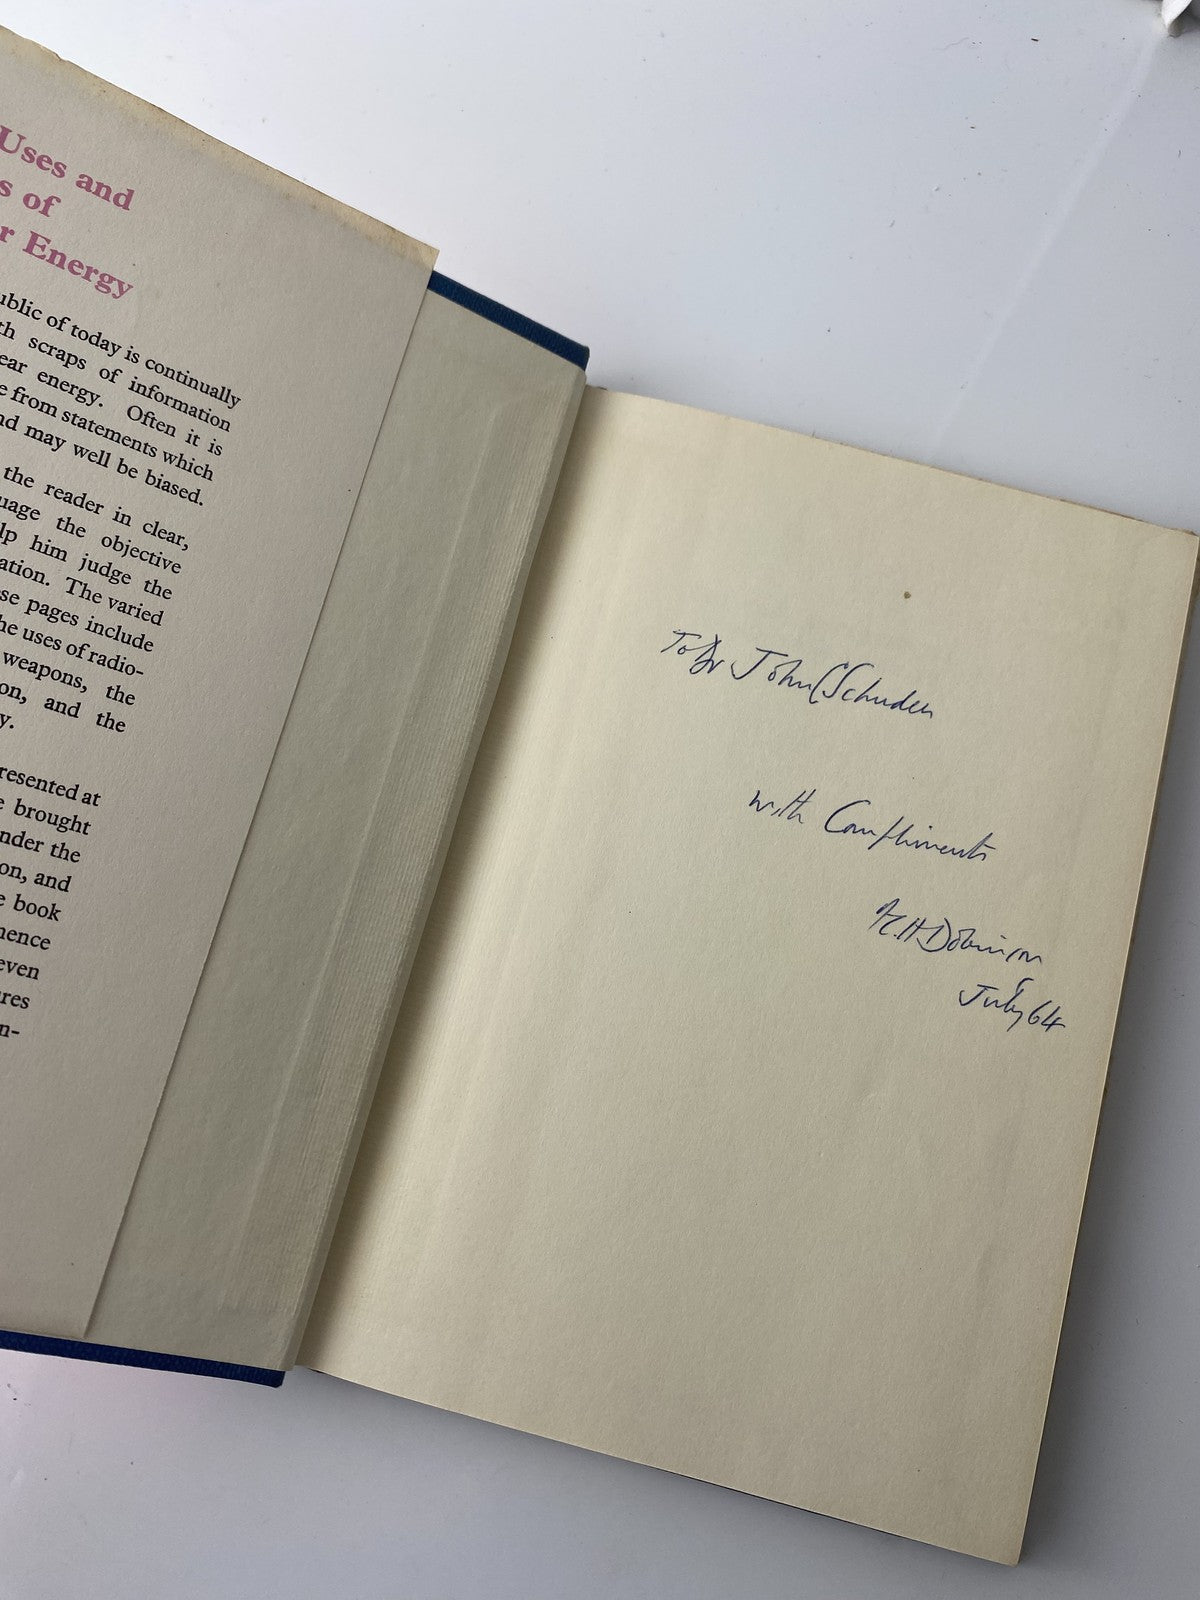 Uses and
s of
r Energy
ublic of today is continually
th scraps of information
ear energy. Often it is
e from statements which
nd may well be biased.
the reader in clear,
uage the objective
lp him judge the
ation. The varied
se pages include
he uses of radio-
weapons, the
on, and the
y.
resented at
e brought
nder the
on, and
e book
nence
even
res
n-
To Dr John
with Compliments
H Dobinson
July 64